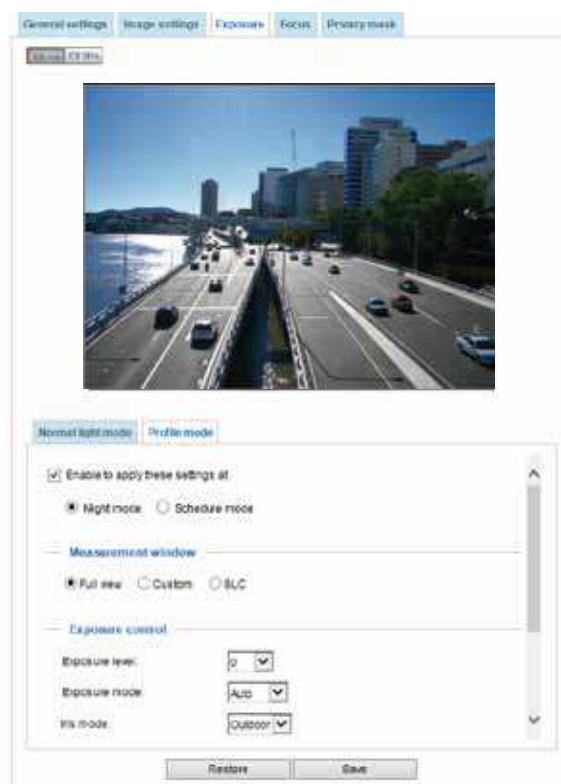 General settings Image settings Exposure Focus Privacy mask
Normal light mode Profile mode
Enable to apply these settings at
Night mode Schedule mode
Measurement window
Full view Custom BLC
Exposure control
Exposure level: 0
Exposure mode: Auto
Iris mode Outdoor
Restore Save